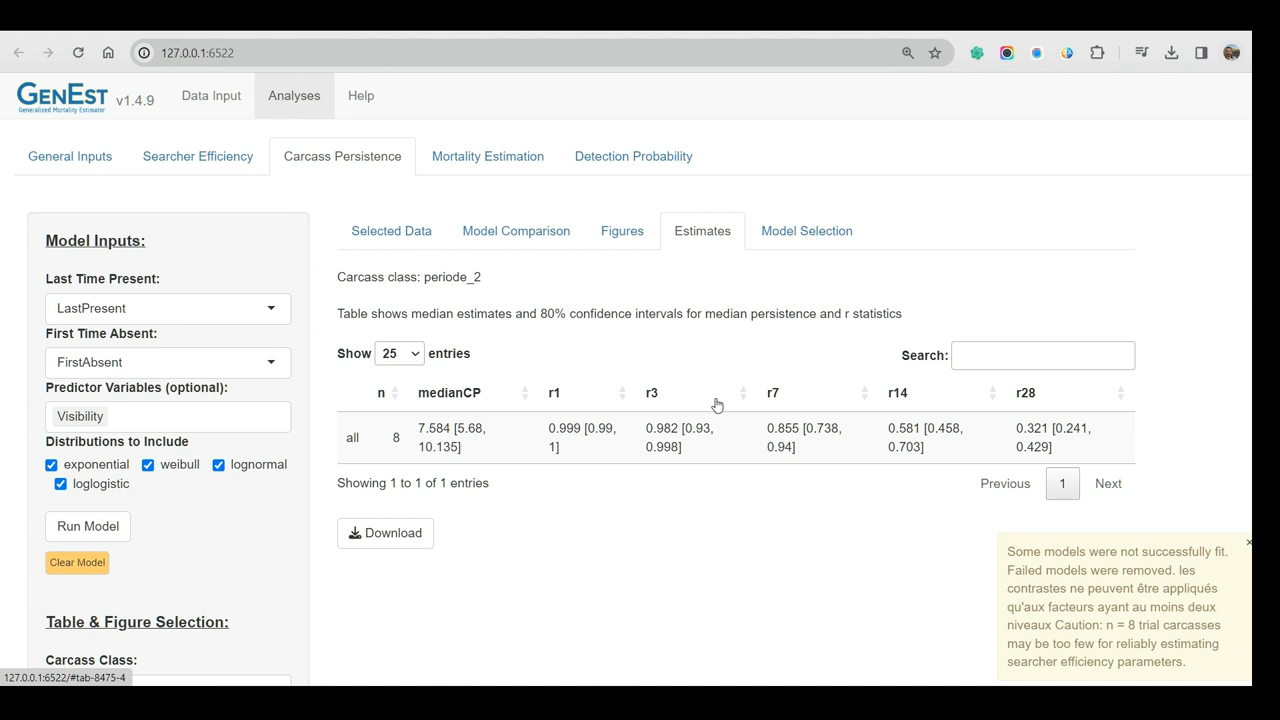 127.0.0.1:6522
GENEST v1.4.9 Data Input Analyses Help
Generalized Mortality Estimator
General Inputs Searcher Efficiency Carcass Persistence Mortality Estimation Detection Probability
Model Inputs:
Last Time Present:
LastPresent
First Time Absent:
FirstAbsent
Predictor Variables (optional):
Visibility
Distributions to Include
exponential weibull lognormal
loglogistic
Run Model
Clear Model
Table & Figure Selection:
Carcass Class:
Selected Data Model Comparison Figures Estimates Model Selection
Carcass class: periode_2
Table shows median estimates and 80% confidence intervals for median persistence and r statistics
Show 25 entries Search:
n medianCP r1 r3 r7 r14 r28
all 8 7.584 [5.68, 10.135] 0.999 [0.99, 1] 0.982 [0.93, 0.998] 0.855 [0.738, 0.94] 0.581 [0.458, 0.703] 0.321 [0.241, 0.429]
Showing 1 to 1 of 1 entries Previous 1 Next
Download
Some models were not successfully fit.
Failed models were removed. les
contrastes ne peuvent être appliqués
qu'aux facteurs ayant au moins deux
niveaux Caution: n = 8 trial carcasses
may be too few for reliably estimating
searcher efficiency parameters.
127.0.0.1:6522/#tab-8475-4